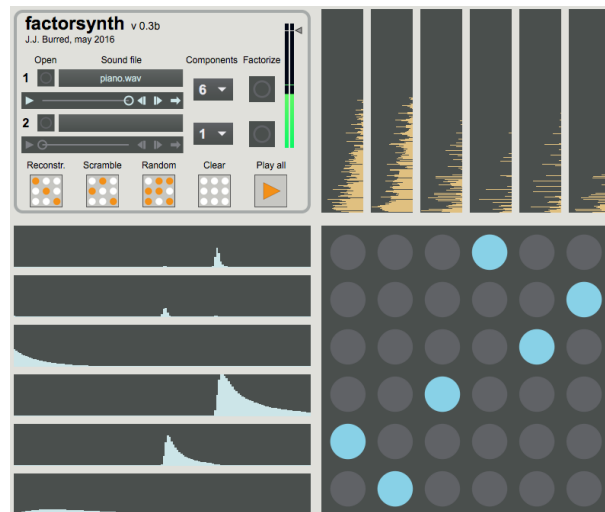 factorsynth v 0.3b
J.J. Burred, may 2016
Open Sound file Components Factorize
1 piano.wav 6
2 1
Reconstr. Scramble Random Clear Play all